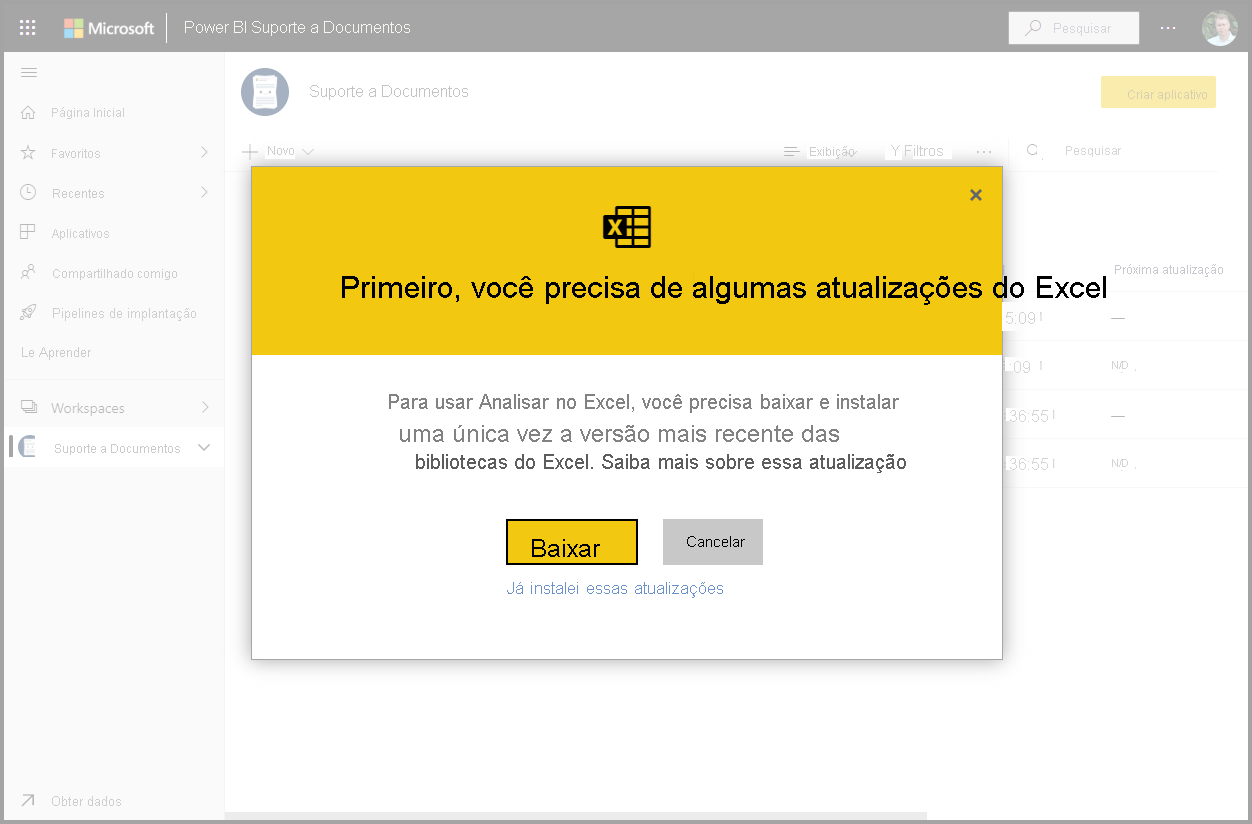 Microsoft
Power BI Suporte a Documentos
Pesquisar
Suporte a Documentos
Criar aplicativo
Página Inicial
Favoritos
Recentes
Aplicativos
Compartilhado comigo
Pipelines de implantação
Le Aprender
Workspaces
Suporte a Documentos
Obter dados
Novo
Exibição
Filtros
Pesquisar
Próxima atualização
5:09
—
:09
N/D
36:55
—
36:55
N/D
Primeiro, você precisa de algumas atualizações do Excel
Para usar Analisar no Excel, você precisa baixar e instalar
uma única vez a versão mais recente das
bibliotecas do Excel. Saiba mais sobre essa atualização
Baixar
Cancelar
Já instalei essas atualizações